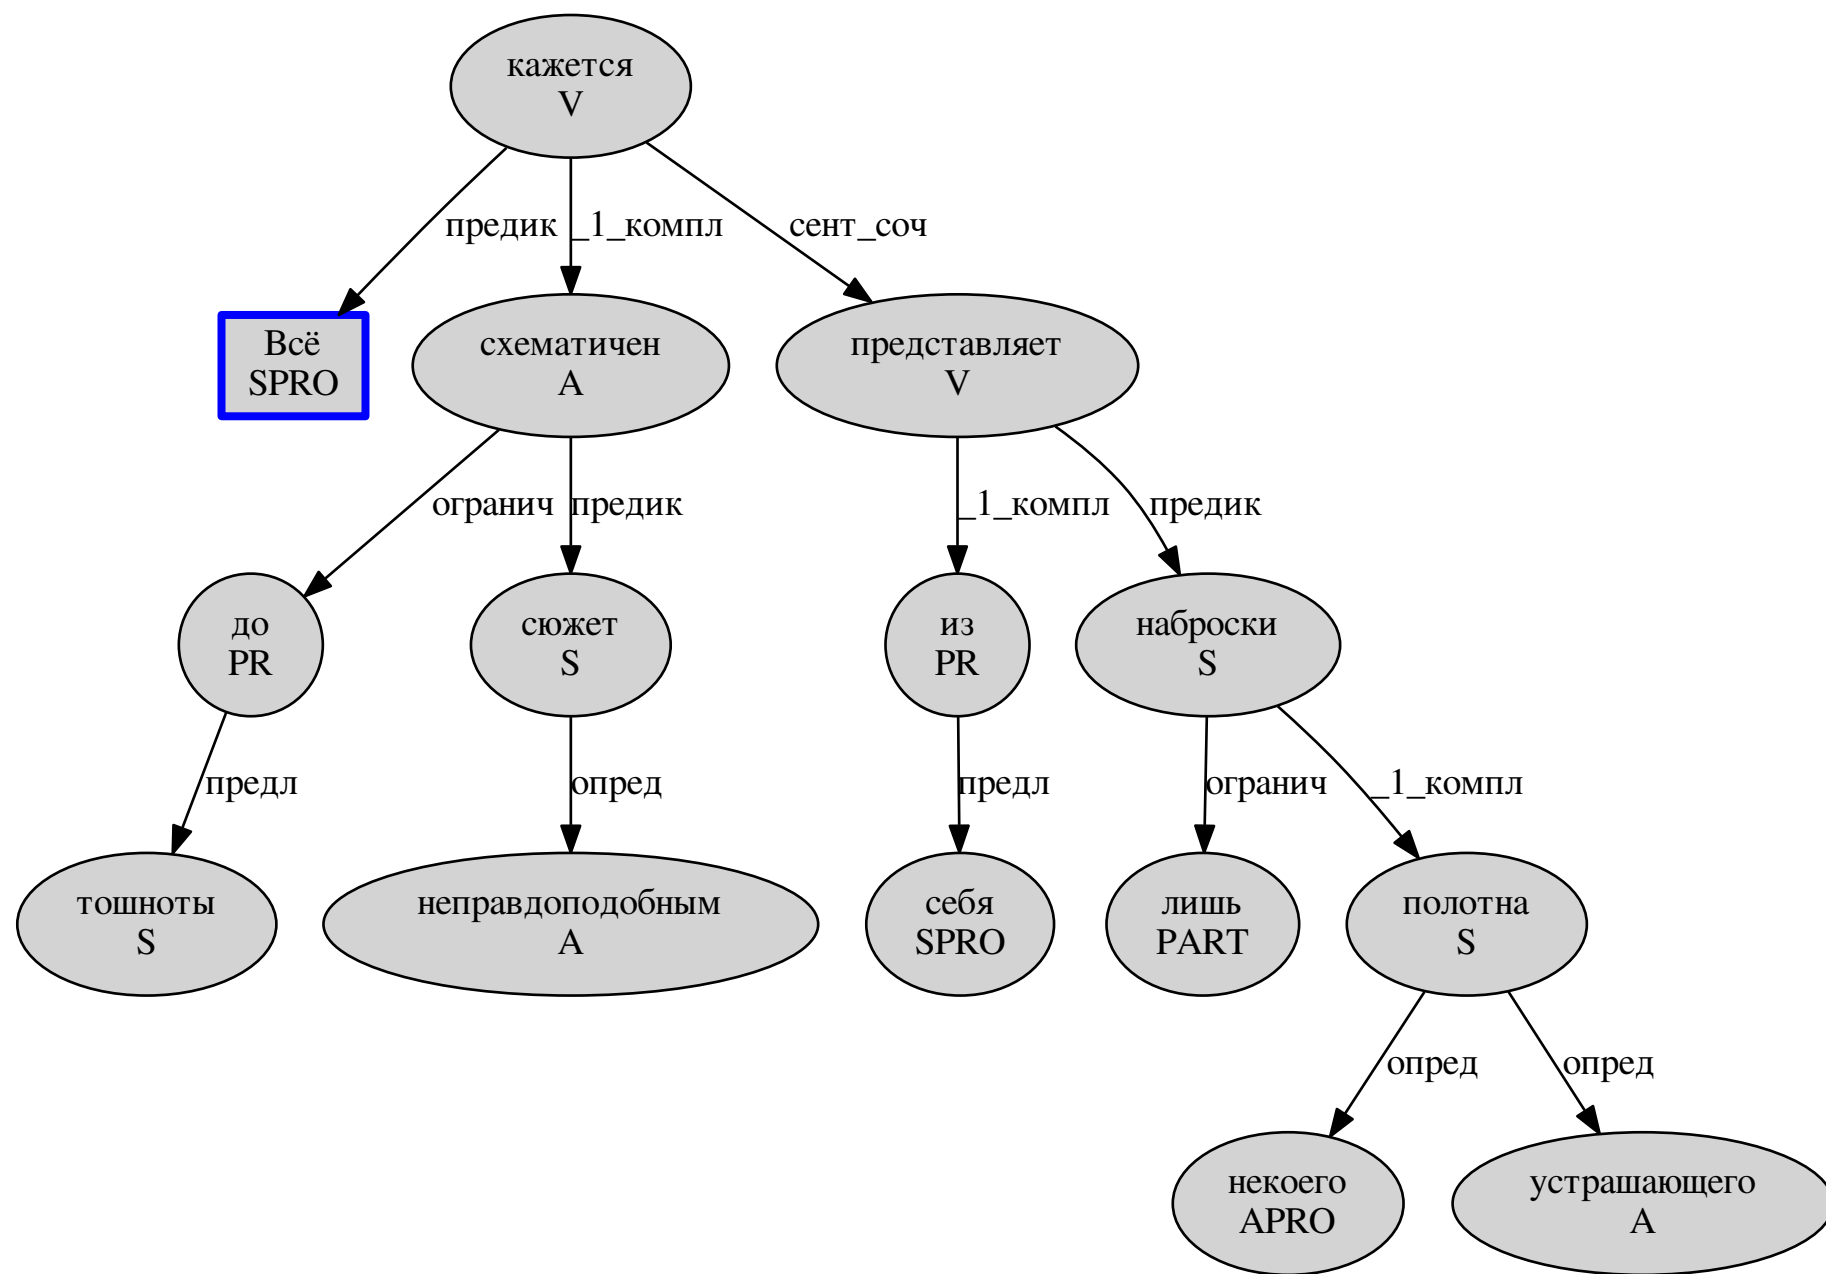 кажется
V
предик
_1_компл
сент_соч
Всё
SPRO
схематичен
A
представляет
V
огранич
предик
_1_компл
предик
до
PR
сюжет
S
из
PR
наброски
S
предл
опред
предл
огранич
_1_компл
тошноты
S
неправдоподобным
A
себя
SPRO
лишь
PART
полотна
S
опред
опред
некоего
APRO
устрашающего
A